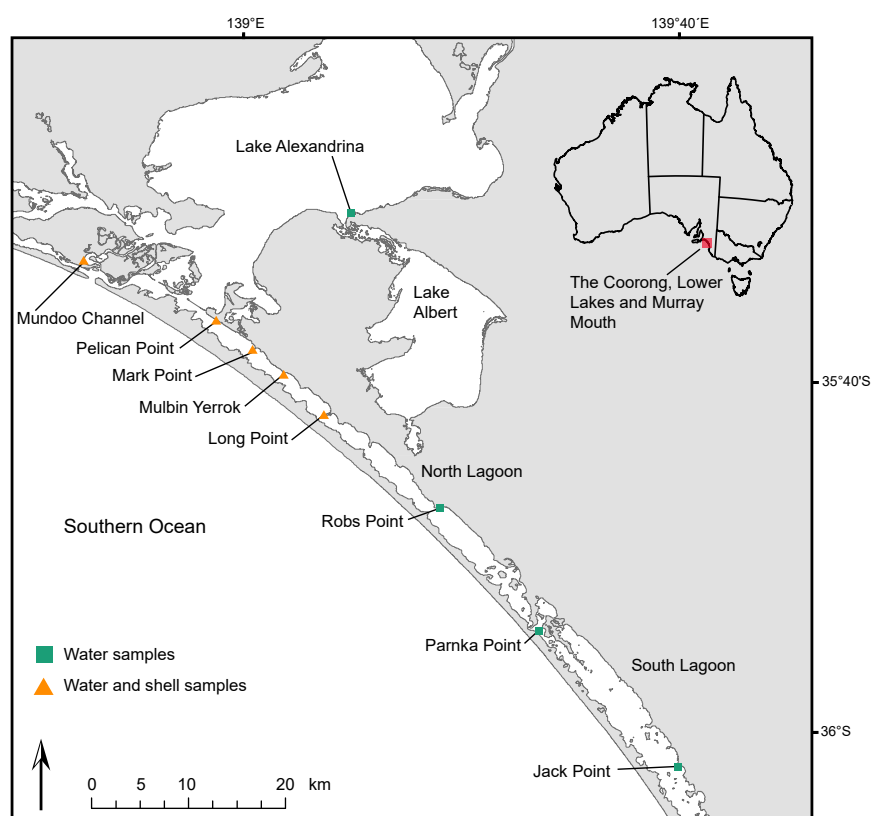 139°E
139°40´E
Lake Alexandrina
The Coorong, Lower
Lakes and Murray
Mouth
Lake
Albert
Mundoo Channel
Pelican Point
Mark Point
35°40'S
Mulbin Yerrok
Long Point
North Lagoon
Robs Point
Southern Ocean
Parnka Point
Water samples
South Lagoon
Water and shell samples
36°S
Jack Point
0 5 10 20 km